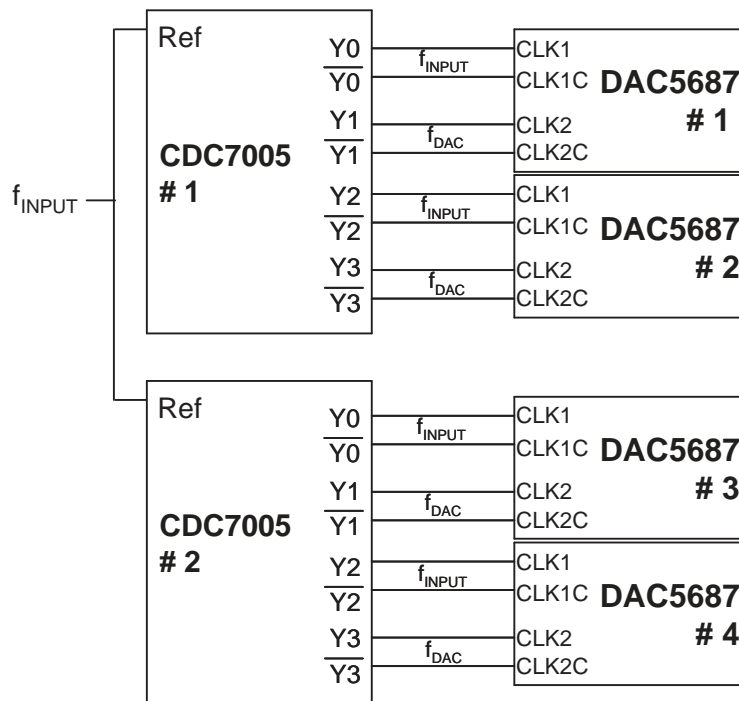 f_INPUT
Ref
CDC7005
# 1
Y0
Y0
Y1
Y1
Y2
Y2
Y3
Y3
f_INPUT
f_DAC
f_INPUT
f_DAC
CLK1
CLK1C
CLK2
CLK2C
DAC5687
# 1
CLK1
CLK1C
CLK2
CLK2C
DAC5687
# 2
Ref
CDC7005
# 2
Y0
Y0
Y1
Y1
Y2
Y2
Y3
Y3
f_INPUT
f_DAC
f_INPUT
f_DAC
CLK1
CLK1C
CLK2
CLK2C
DAC5687
# 3
CLK1
CLK1C
CLK2
CLK2C
DAC5687
# 4